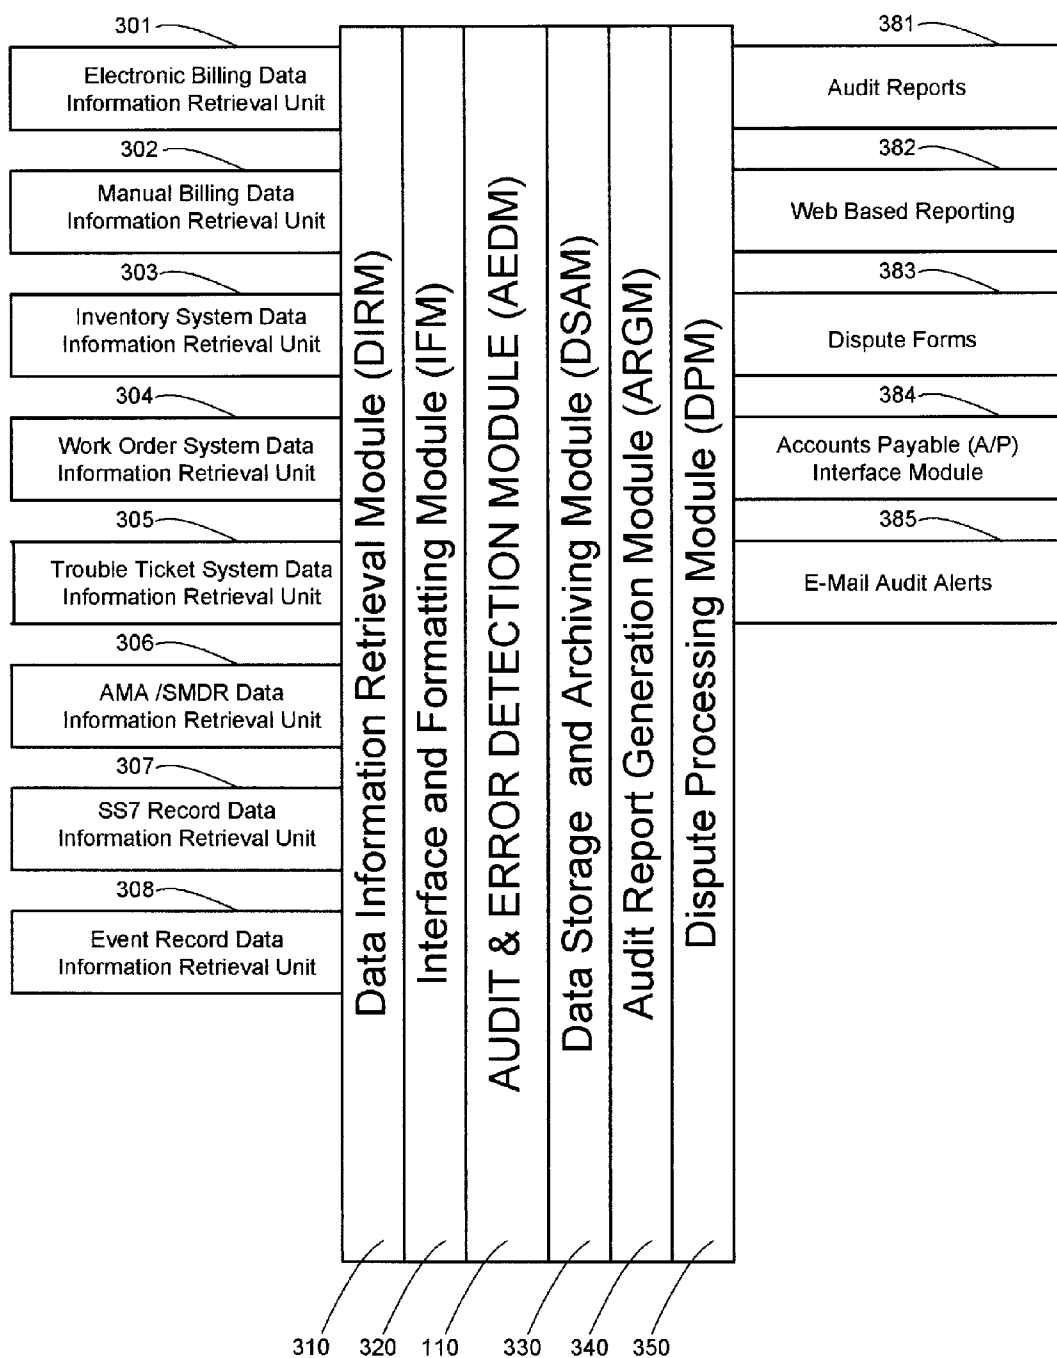 301
Electronic Billing Data
Information Retrieval Unit
302
Manual Billing Data
Information Retrieval Unit
303
Inventory System Data
Information Retrieval Unit
304
Work Order System Data
Information Retrieval Unit
305
Trouble Ticket System Data
Information Retrieval Unit
306
AMA /SMDR Data
Information Retrieval Unit
307
SS7 Record Data
Information Retrieval Unit
308
Event Record Data
Information Retrieval Unit
Data Information Retrieval Module (DIRM)
Interface and Formatting Module (IFM)
AUDIT & ERROR DETECTION MODULE (AEDM)
Data Storage and Archiving Module (DSAM)
Audit Report Generation Module (ARGM)
Dispute Processing Module (DPM)
381
Audit Reports
382
Web Based Reporting
383
Dispute Forms
384
Accounts Payable (A/P)
Interface Module
385
E-Mail Audit Alerts
310 320 110 330 340 350